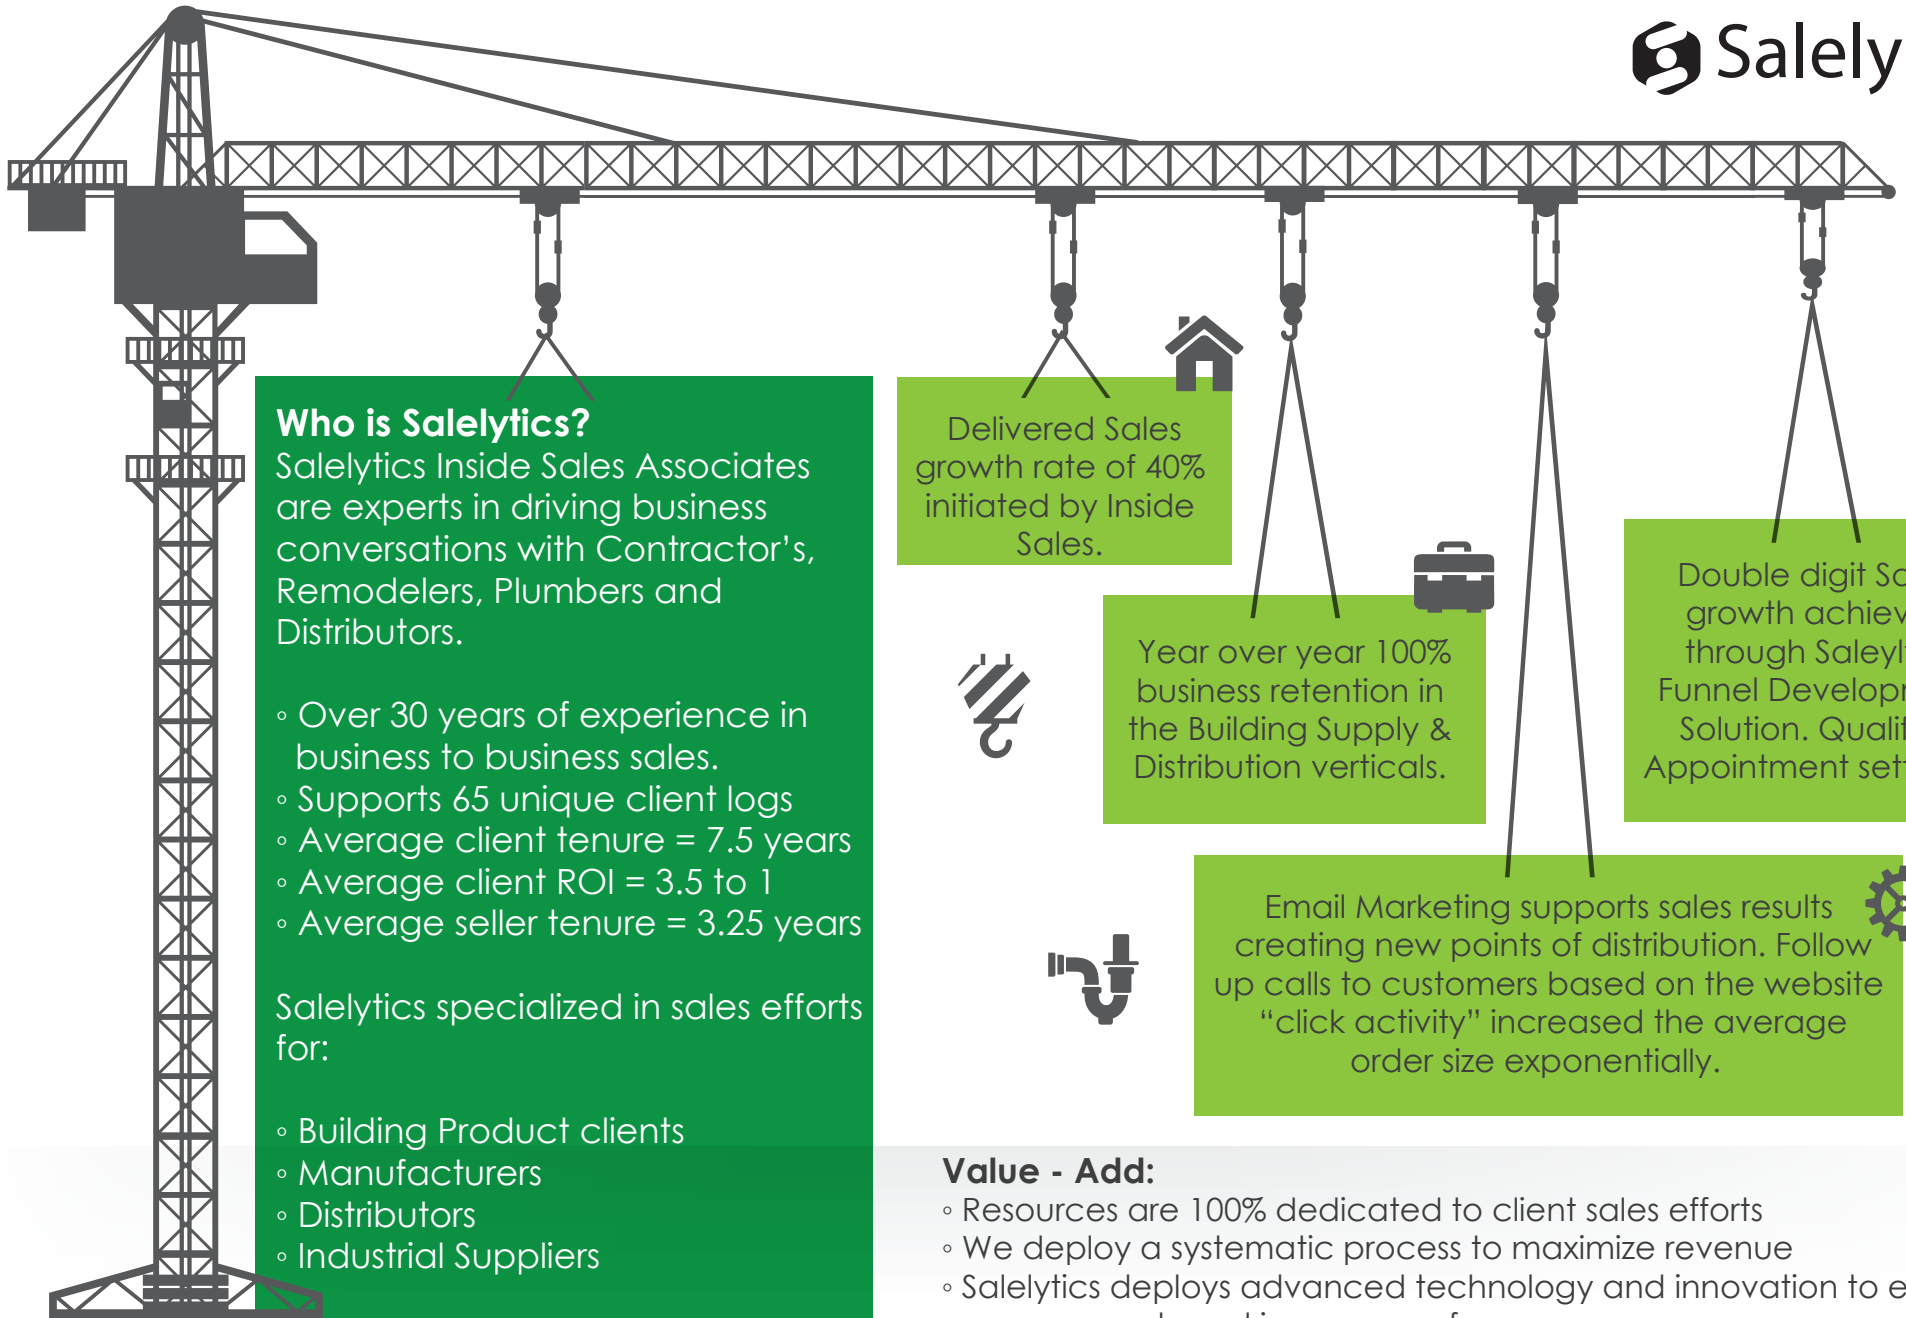 Salely
Who is Salelytics?
Salelytics Inside Sales Associates
are experts in driving business
conversations with Contractor’s,
Remodelers, Plumbers and
Distributors.
◦ Over 30 years of experience in
business to business sales.
◦ Supports 65 unique client logs
◦ Average client tenure = 7.5 years
◦ Average client ROI = 3.5 to 1
◦ Average seller tenure = 3.25 years
Salelytics specialized in sales efforts
for:
◦ Building Product clients
◦ Manufacturers
◦ Distributors
◦ Industrial Suppliers
Delivered Sales
growth rate of 40%
initiated by Inside
Sales.
Year over year 100%
business retention in
the Building Supply &
Distribution verticals.
Double digit
growth
through
Funnel
Solution.
Appointment
Email Marketing supports sales results
creating new points of distribution. Follow
up calls to customers based on the website
“click activity” increased the average
order size exponentially.
Value - Add:
◦ Resources are 100% dedicated to client sales efforts
◦ We deploy a systematic process to maximize revenue
◦ Salelytics deploys advanced technology and innovation to